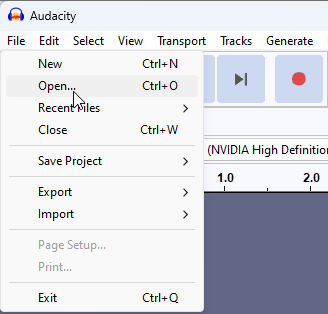 Audacity
File Edit Select View Transport Tracks Generate
New Ctrl+N
Open... Ctrl+O
Recent Files
Close Ctrl+W
Save Project
(NVIDIA High Definition
Export
1.0 2.0
Import
Page Setup...
Print...
Exit Ctrl+Q